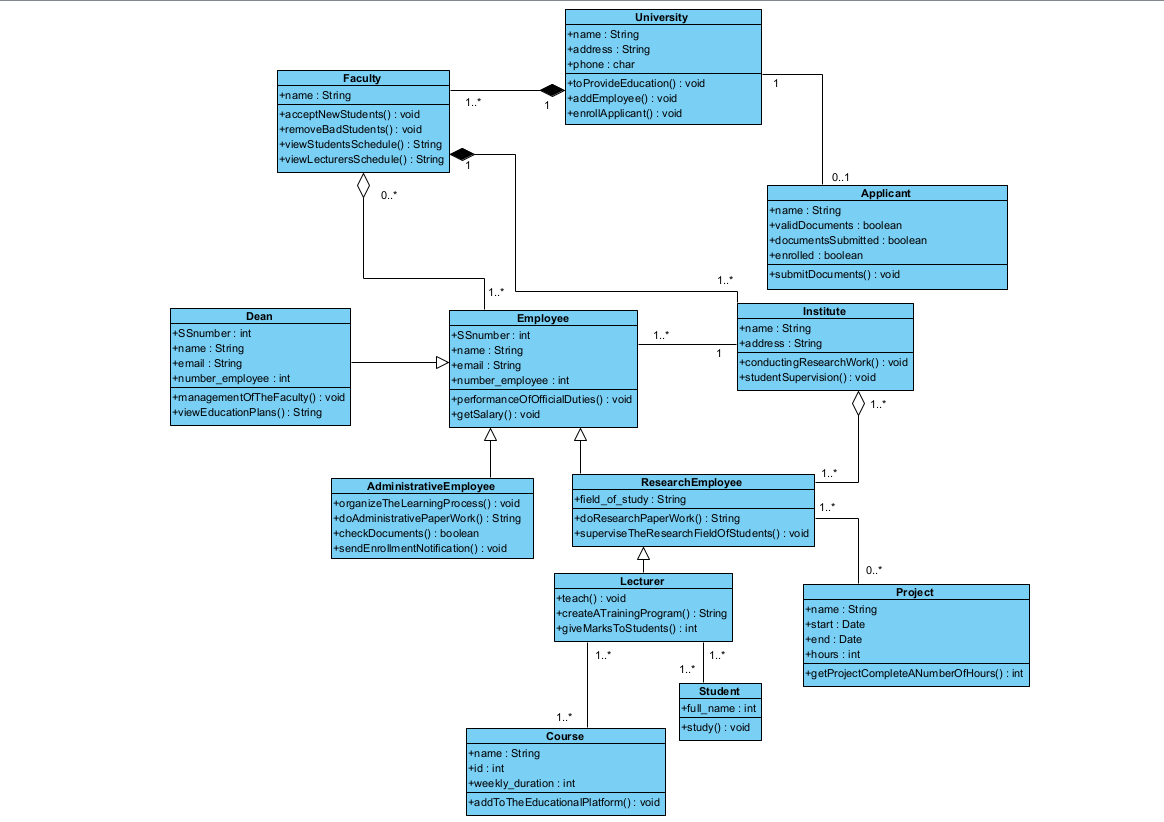 University
+name : String
+address : String
+phone : char
+toProvideEducation() : void
+addEmployee() : void
+enrollApplicant() : void
Faculty
+name : String
+acceptNewStudents() : void
+removeBadStudents() : void
+viewStudentsSchedule() : String
+viewLecturersSchedule() : String
1..*
1
1
1
0..*
0..1
Applicant
+name : String
+validDocuments : boolean
+documentsSubmitted : boolean
+enrolled : boolean
+submitDocuments() : void
1..*
1..*
Dean
+SSnumber : int
+name : String
+email : String
+number_employee : int
+managementOfTheFaculty() : void
+viewEducationPlans() : String
Employee
+SSnumber : int
+name : String
+email : String
+number_employee : int
+performanceOfOfficialDuties() : void
+getSalary() : void
1..*
1
Institute
+name : String
+address : String
+conductingResearchWork() : void
+studentSupervision() : void
1..*
1..*
AdministrativeEmployee
+organizeTheLearningProcess() : void
+doAdministrativePaperWork() : String
+checkDocuments() : boolean
+sendEnrollmentNotification() : void
ResearchEmployee
+field_of_study : String
+doResearchPaperWork() : String
+superviseTheResearchFieldOfStudents() : void
1..*
0..*
Lecturer
+teach() : void
+createATrainingProgram() : String
+giveMarksToStudents() : int
Project
+name : String
+start : Date
+end : Date
+hours : int
+getProjectCompleteANumberOfHours() : int
1..*
1..*
1..*
1..*
Student
+full_name : int
+study() : void
Course
+name : String
+id : int
+weekly_duration : int
+addToTheEducationalPlatform() : void